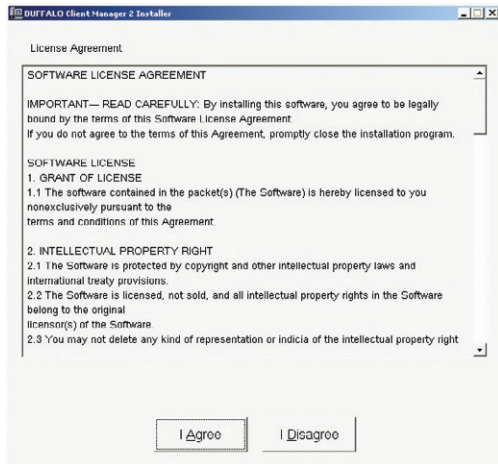 BUFFALO Client Manager 2 Installer
License Agreement
SOFTWARE LICENSE AGREEMENT
IMPORTANT— READ CAREFULLY: By installing this software, you agree to be legally
bound by the terms of this Software License Agreement.
If you do not agree to the terms of this Agreement, promptly close the installation program.
SOFTWARE LICENSE
1. GRANT OF LICENSE
1.1 The software contained in the packet(s) (The Software) is hereby licensed to you
nonexclusively pursuant to the
terms and conditions of this Agreement.
2. INTELLECTUAL PROPERTY RIGHT
2.1 The Software is protected by copyright and other intellectual property laws and
international treaty provisions.
2.2 The Software is licensed, not sold, and all intellectual property rights in the Software
belong to the original
licensor(s) of the Software.
2.3 You may not delete any kind of representation or indicia of the intellectual property right
I Agree
I Disagree